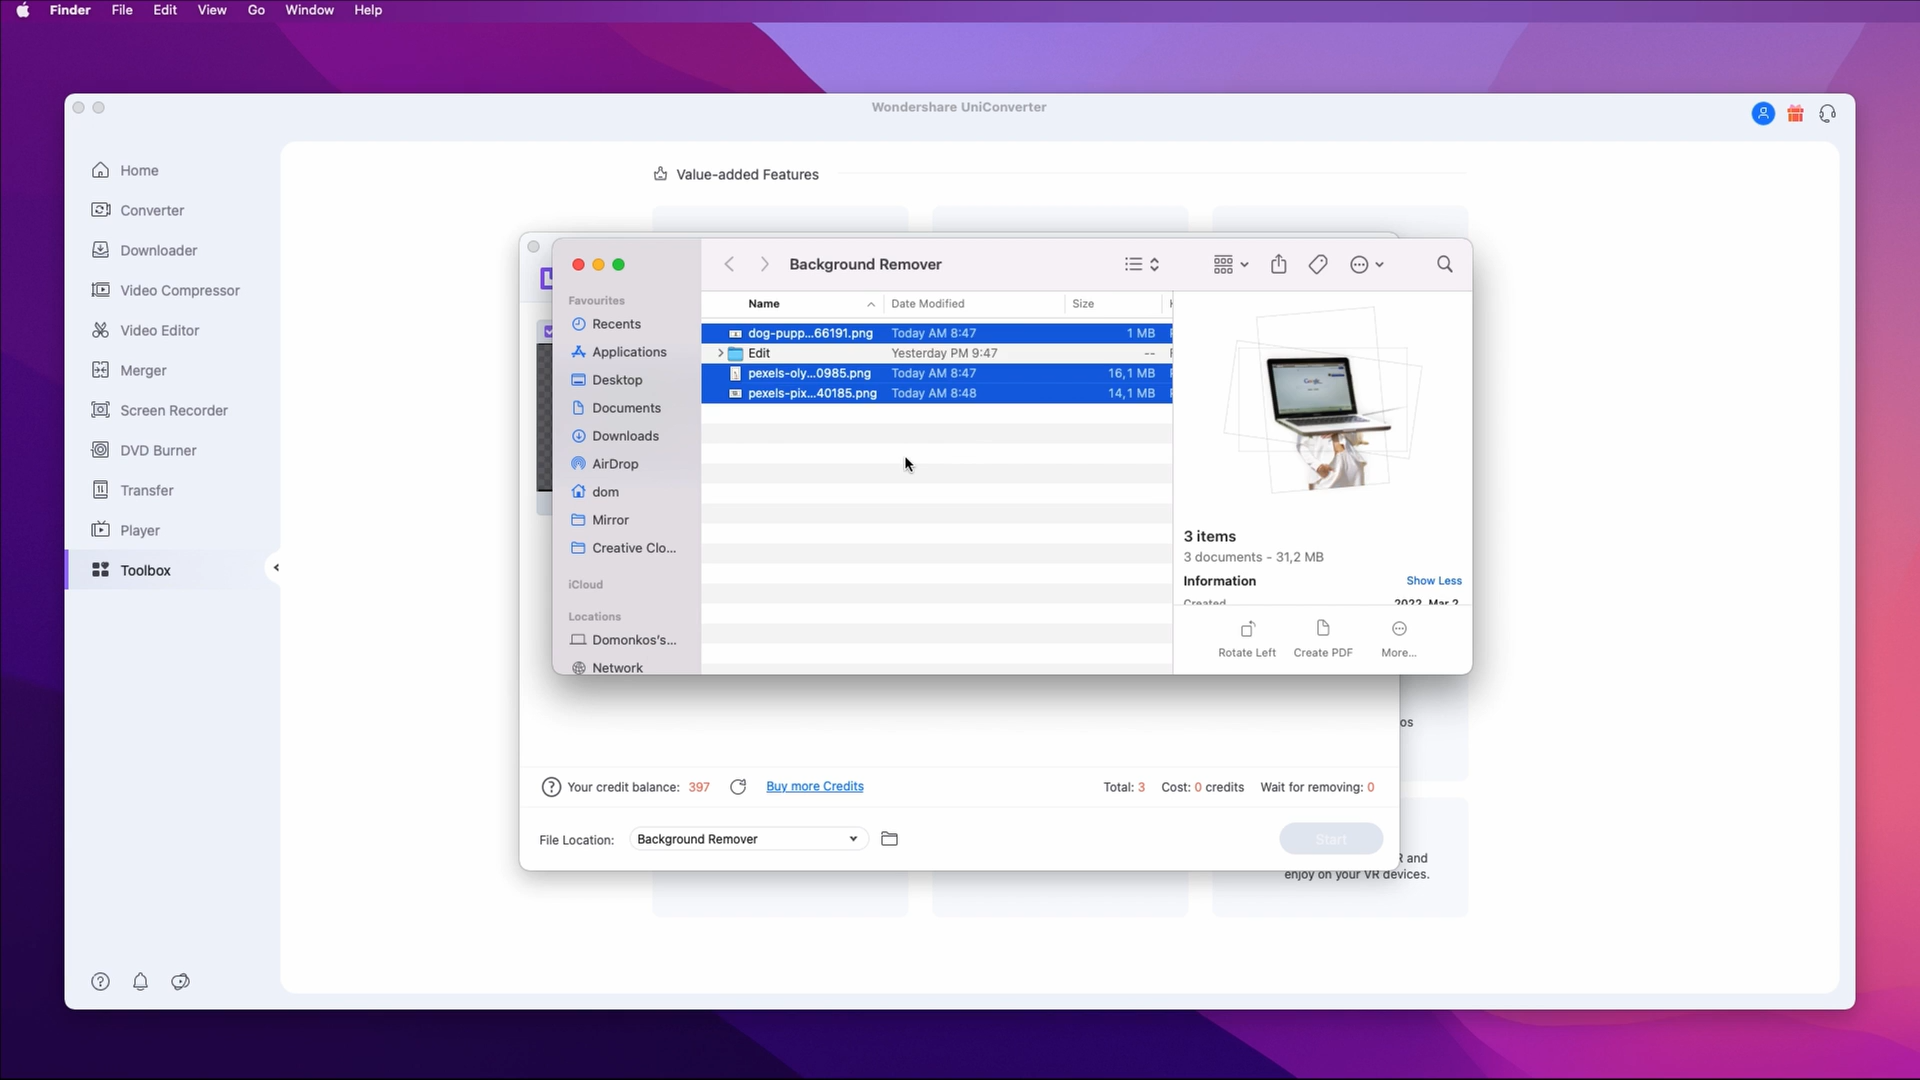 Finder File Edit View Go Window Help
Wondershare UniConverter
Home
Converter
Downloader
Video Compressor
Video Editor
Merger
Screen Recorder
DVD Burner
Transfer
Player
Toolbox
Value-added Features
Background Remover
Favourites
Recents
Applications
Desktop
Documents
Downloads
AirDrop
dom
Mirror
Creative Clo...
iCloud
Locations
Domonkos's...
Network
Name Date Modified Size
dog-pupp...66191.png Today AM 8:47 1 MB
Edit Yesterday PM 9:47 --
pexels-oly...0985.png Today AM 8:47 16,1 MB
pexels-pix...40185.png Today AM 8:48 14,1 MB
3 items
3 documents - 31,2 MB
Information Show Less
Created 2022. Mar 2
Rotate Left Create PDF More...
os
Your credit balance: 397 Buy more Credits Total: 3 Cost: 0 credits Wait for removing: 0
File Location: Background Remover Start
R and
enjoy on your VR devices.